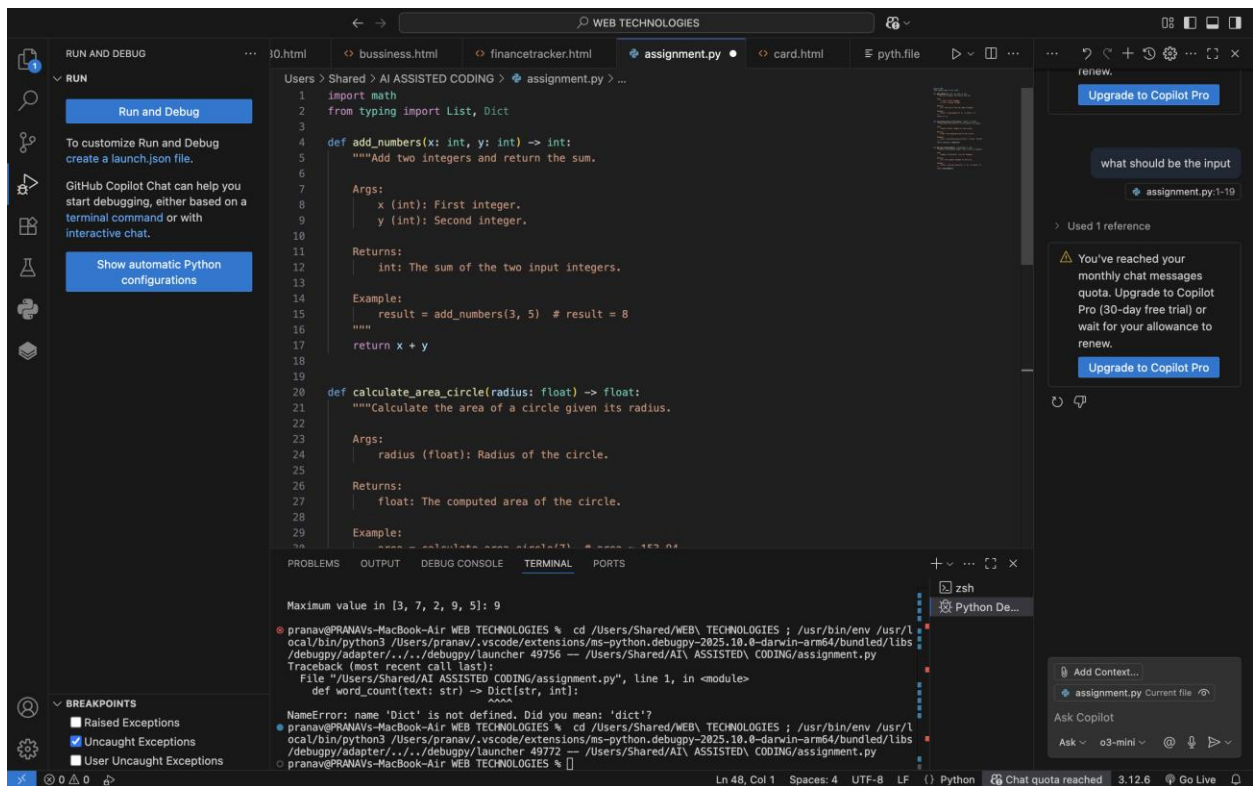 WEB TECHNOLOGIES
RUN AND DEBUG
RUN
Run and Debug
To customize Run and Debug
create a launch.json file.
GitHub Copilot Chat can help you
start debugging, either based on a
terminal command or with
interactive chat.
Show automatic Python
configurations
BREAKPOINTS
Raised Exceptions
Uncaught Exceptions
User Uncaught Exceptions
30.html bussiness.html financetracker.html assignment.py card.html pyth.file
Users > Shared > AI ASSISTED CODING > assignment.py > ...
1 import math
2 from typing import List, Dict
3
4 def add_numbers(x: int, y: int) -> int:
5 """Add two integers and return the sum.
6
7 Args:
8 x (int): First integer.
9 y (int): Second integer.
10
11 Returns:
12 int: The sum of the two input integers.
13
14 Example:
15 result = add_numbers(3, 5) # result = 8
16 """
17 return x + y
18
19
20 def calculate_area_circle(radius: float) -> float:
21 """Calculate the area of a circle given its radius.
22
23 Args:
24 radius (float): Radius of the circle.
25
26 Returns:
27 float: The computed area of the circle.
28
29 Example:
30 area = calculate_area_circle(7) # area ≈ 153.94
PROBLEMS OUTPUT DEBUG CONSOLE TERMINAL PORTS
Maximum value in [3, 7, 2, 9, 5]: 9
pranav@PRANAVs-MacBook-Air WEB TECHNOLOGIES % cd /Users/Shared/WEB\ TECHNOLOGIES ; /usr/bin/env /usr/l
ocal/bin/python3 /Users/pranav/.vscode/extensions/ms-python.debugpy-2025.10.0-darwin-arm64/bundled/libs
/debugpy/adapter/../../debugpy/launcher 49756 -- /Users/Shared/AI\ ASSISTED\ CODING/assignment.py
Traceback (most recent call last):
File "/Users/Shared/AI ASSISTED CODING/assignment.py", line 1, in <module>
def word_count(text: str) -> Dict[str, int]:
^^^^
NameError: name 'Dict' is not defined. Did you mean: 'dict'?
pranav@PRANAVs-MacBook-Air WEB TECHNOLOGIES % cd /Users/Shared/WEB\ TECHNOLOGIES ; /usr/bin/env /usr/l
ocal/bin/python3 /Users/pranav/.vscode/extensions/ms-python.debugpy-2025.10.0-darwin-arm64/bundled/libs
/debugpy/adapter/../../debugpy/launcher 49772 -- /Users/Shared/AI\ ASSISTED\ CODING/assignment.py
pranav@PRANAVs-MacBook-Air WEB TECHNOLOGIES %
zsh
Python De...
renew.
Upgrade to Copilot Pro
what should be the input
assignment.py:1-19
Used 1 reference
You've reached your
monthly chat messages
quota. Upgrade to Copilot
Pro (30-day free trial) or
wait for your allowance to
renew.
Upgrade to Copilot Pro
Add Context...
assignment.py Current file
Ask Copilot
Ask o3-mini
0 0 Ln 48, Col 1 Spaces: 4 UTF-8 LF {} Python Chat quota reached 3.12.6 Go Live